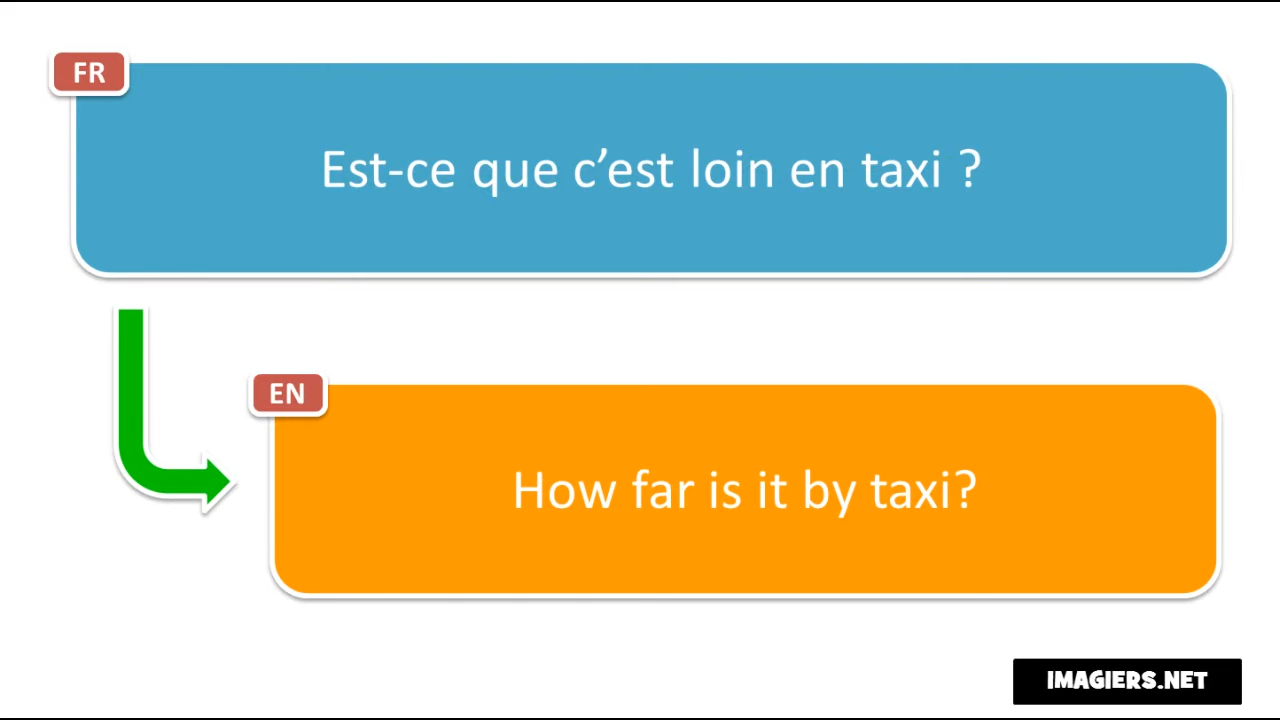 FR
Est-ce que c’est loin en taxi ?
EN
How far is it by taxi?
IMAGIERS.NET